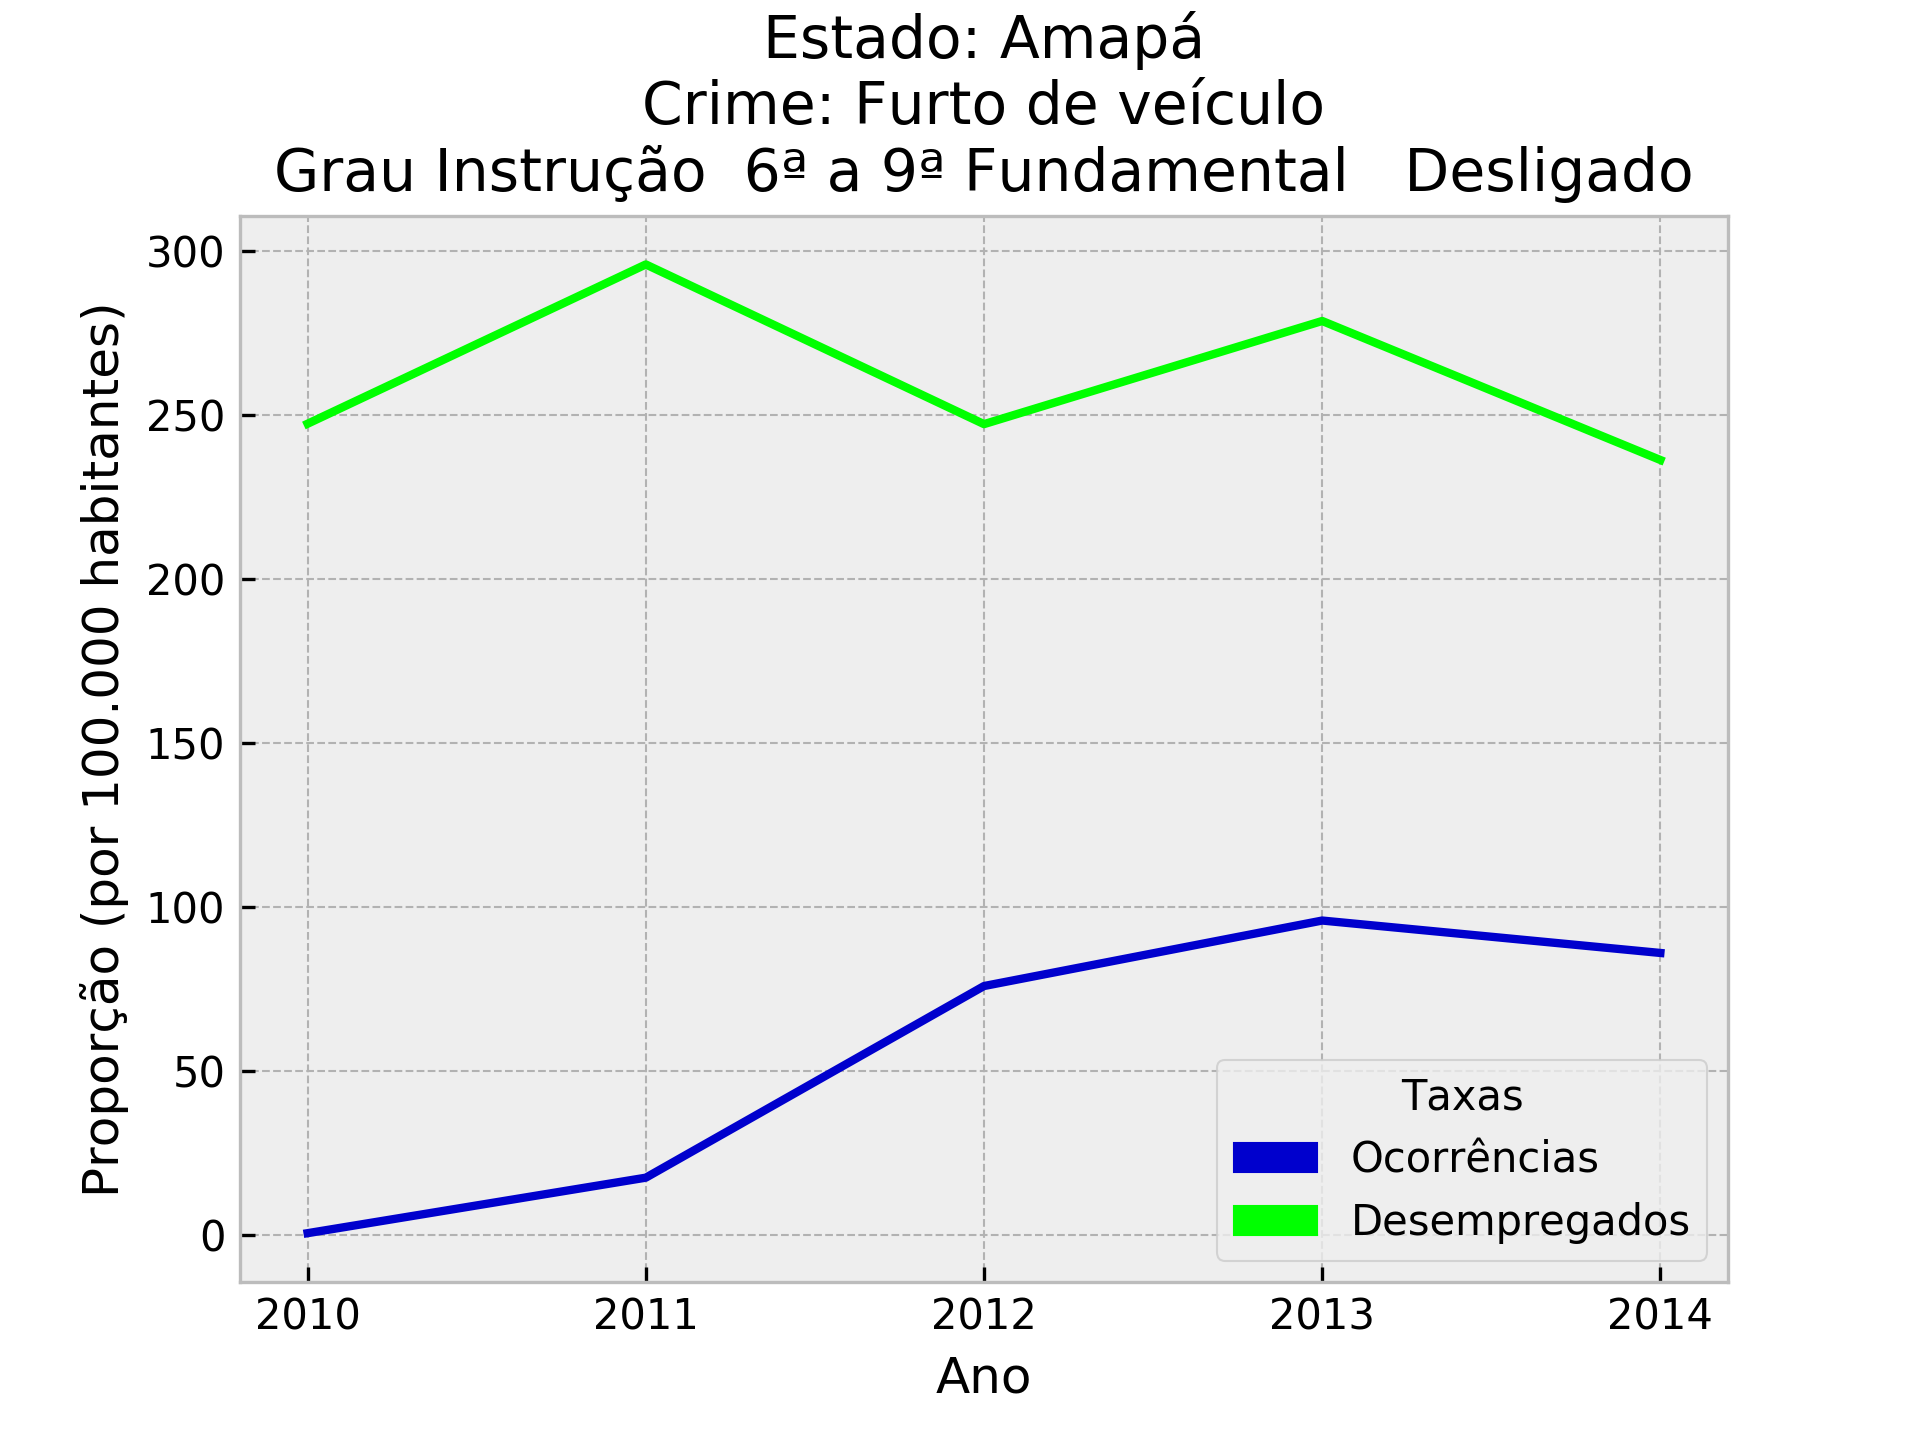 Estado: Amapá
Crime: Furto de veículo
Grau Instrução  6ª a 9ª Fundamental   Desligado
Proporção (por 100.000 habitantes)
300
250
200
150
100
50
0
Taxas
Ocorrências
Desempregados
2010 2011 2012 2013 2014
Ano